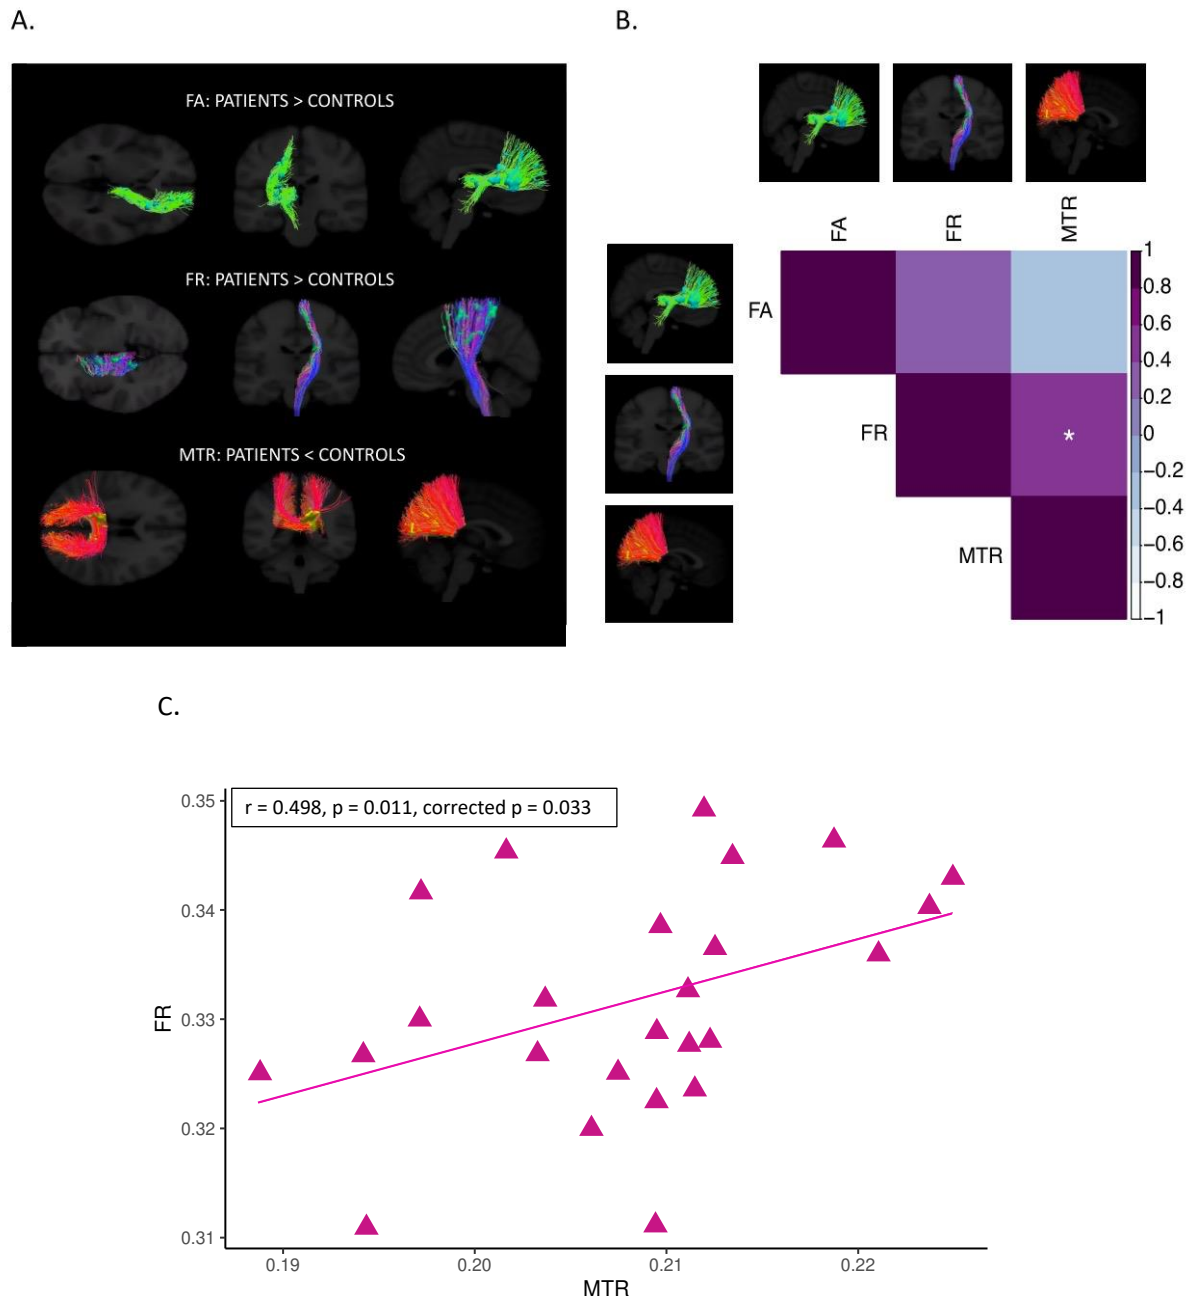 A.
B.
FA: PATIENTS > CONTROLS
FR: PATIENTS > CONTROLS
MTR: PATIENTS < CONTROLS
FA
FR
MTR
FA
FR
MTR
1
0.8
0.6
0.4
0.2
0
−0.2
−0.4
−0.6
−0.8
−1
C.
r = 0.498, p = 0.011, corrected p = 0.033
FR
0.35
0.34
0.33
0.32
0.31
0.19 0.20 0.21 0.22
MTR